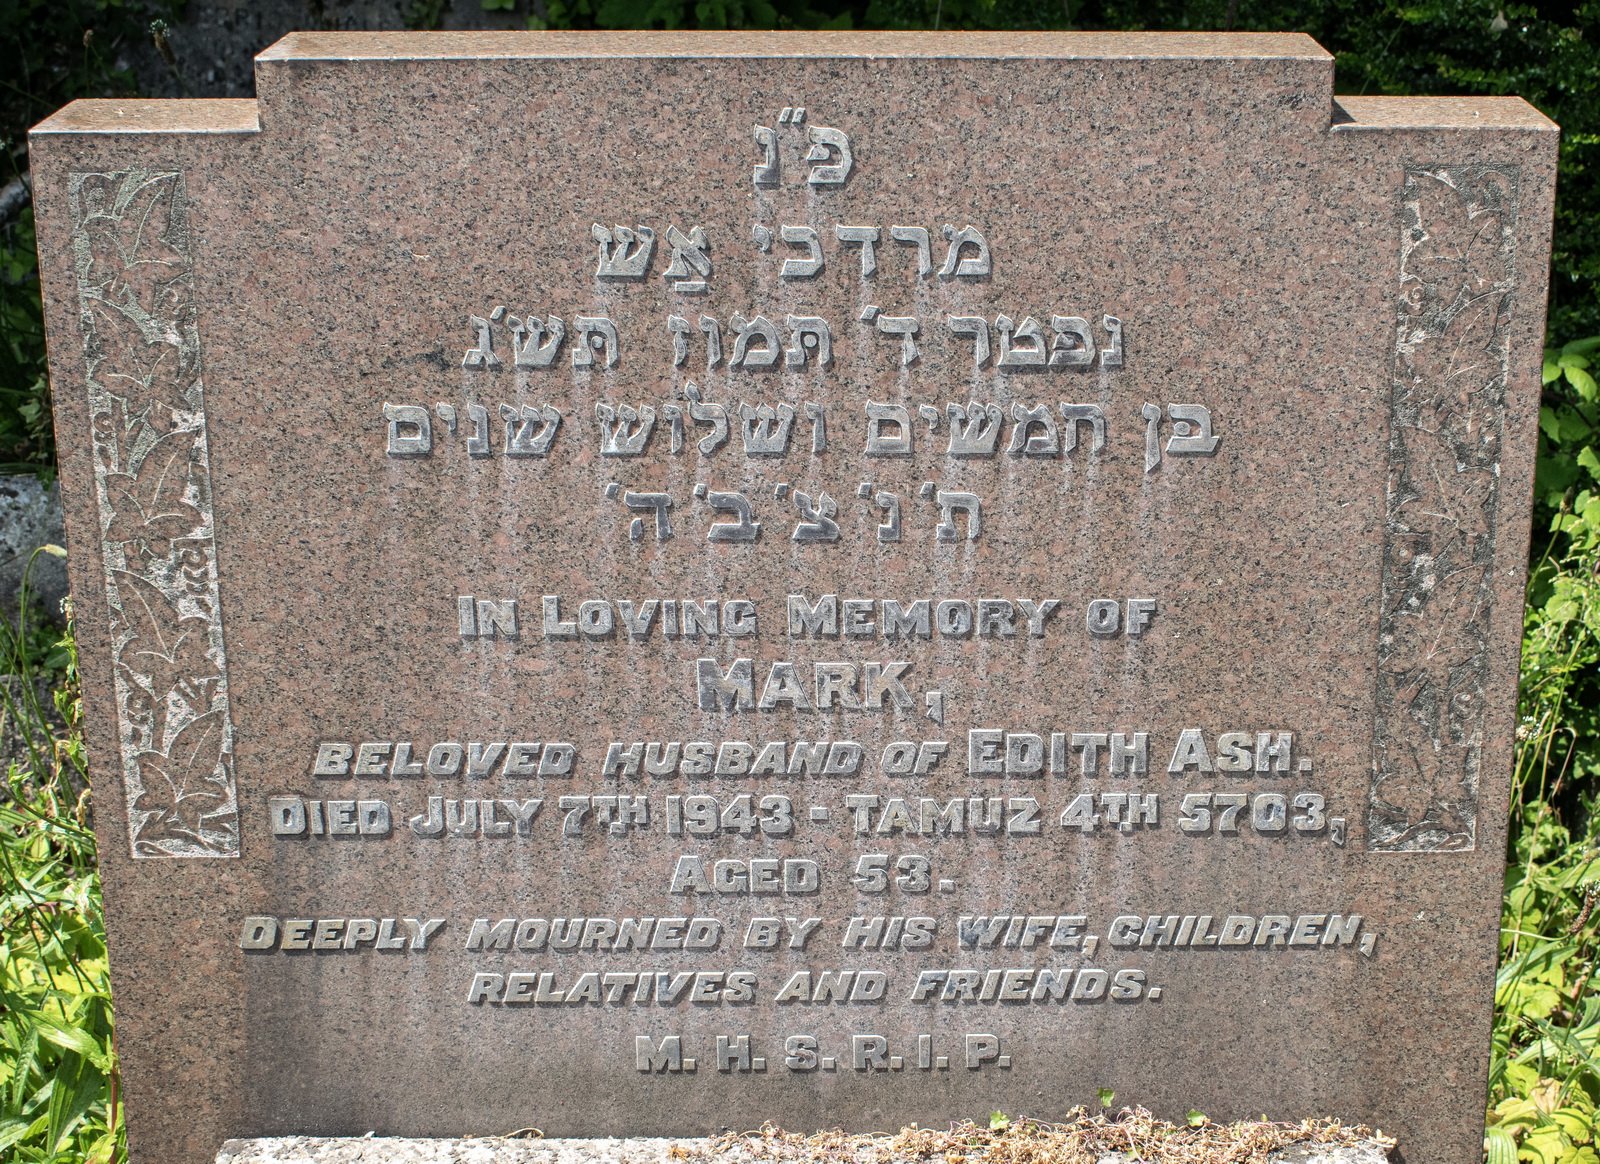 פ"נ
מרדכי אַש
נפטר ד' תמוז תש'ג
בן חמשים ושלוש שנים
ת'נ'צ'ב'ה'
In Loving Memory of
Mark,
beloved husband of Edith Ash.
Died July 7th 1943 - Tamuz 4th 5703,
Aged 53.
Deeply mourned by his wife, children,
relatives and friends.
M. H. S. R. I. P.